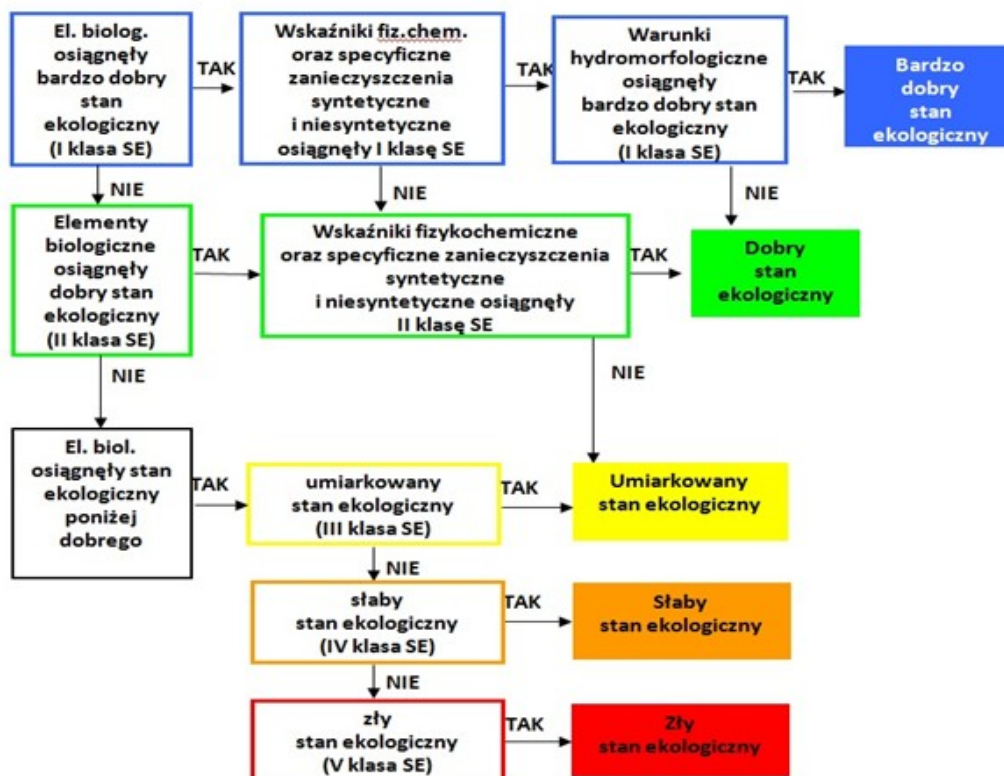 El. biolog.
osiągnęły
bardzo dobry
stan
ekologiczny
(I klasa SE)
TAK
Wskaźniki fiz.chem.
oraz specyficzne
zanieczyszczenia
syntetyczne
i niesyntetyczne
osiągnęły I klasę SE
TAK
Warunki
hydromorfologiczne
osiągnęły
bardzo dobry stan
ekologiczny
(I klasa SE)
TAK
Bardzo
dobry
stan
ekologiczny
NIE
NIE
NIE
Elementy
biologiczne
osiągnęły
dobry stan
ekologiczny
(II klasa SE)
TAK
Wskaźniki fizykochemiczne
oraz specyficzne zanieczyszczenia
syntetyczne
i niesyntetyczne osiągnęły
II klasę SE
TAK
Dobry
stan
ekologiczny
NIE
NIE
El. biol.
osiągnęły stan
ekologiczny
poniżej
dobrego
TAK
umiarkowany
stan ekologiczny
(III klasa SE)
TAK
Umiarkowany
stan ekologiczny
NIE
słaby
stan ekologiczny
(IV klasa SE)
TAK
Słaby
stan ekologiczny
NIE
zły
stan ekologiczny
(V klasa SE)
TAK
Zły
stan ekologiczny